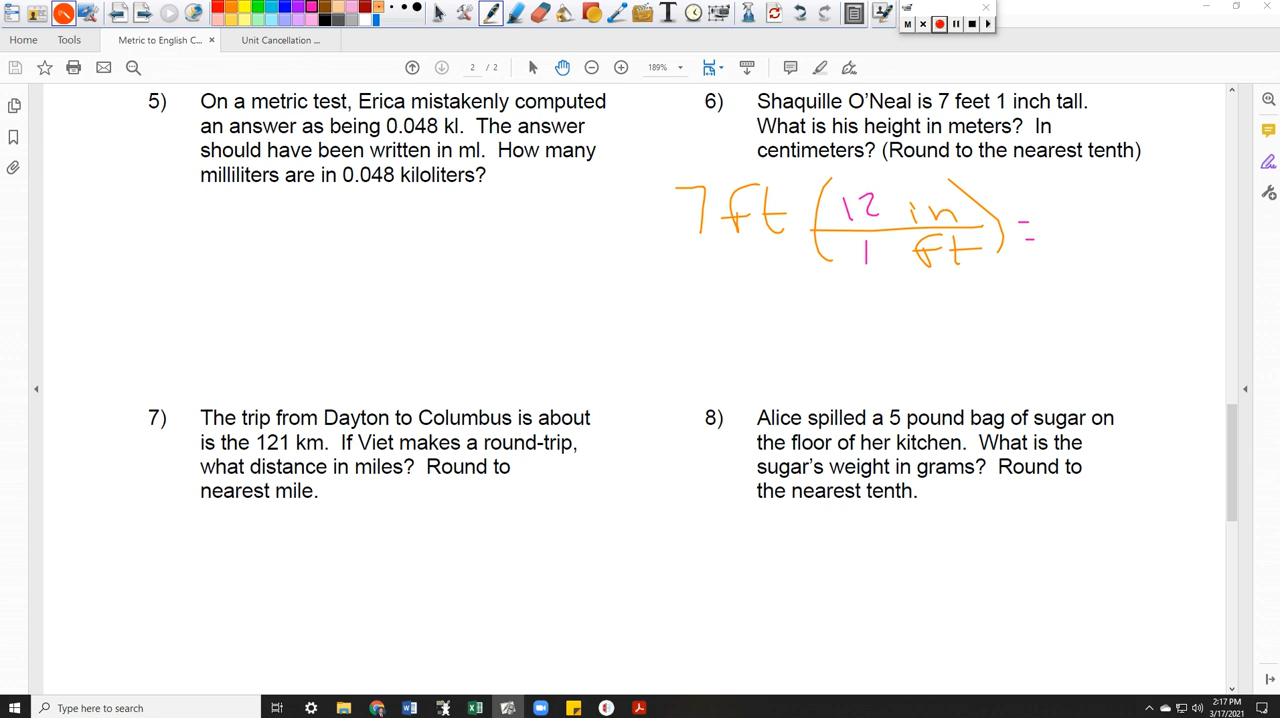 M
Home
Tools
Metric to English C...
Unit Cancellation ...
2 / 2
189%
5) On a metric test, Erica mistakenly computed
an answer as being 0.048 kl. The answer
should have been written in ml. How many
milliliters are in 0.048 kiloliters?
6) Shaquille O'Neal is 7 feet 1 inch tall.
What is his height in meters? In
centimeters? (Round to the nearest tenth)
7 ft (12 in / 1 ft) =
7) The trip from Dayton to Columbus is about
is the 121 km. If Viet makes a round-trip,
what distance in miles? Round to
nearest mile.
8) Alice spilled a 5 pound bag of sugar on
the floor of her kitchen. What is the
sugar's weight in grams? Round to
the nearest tenth.
Type here to search
2:17 PM
3/17/2021